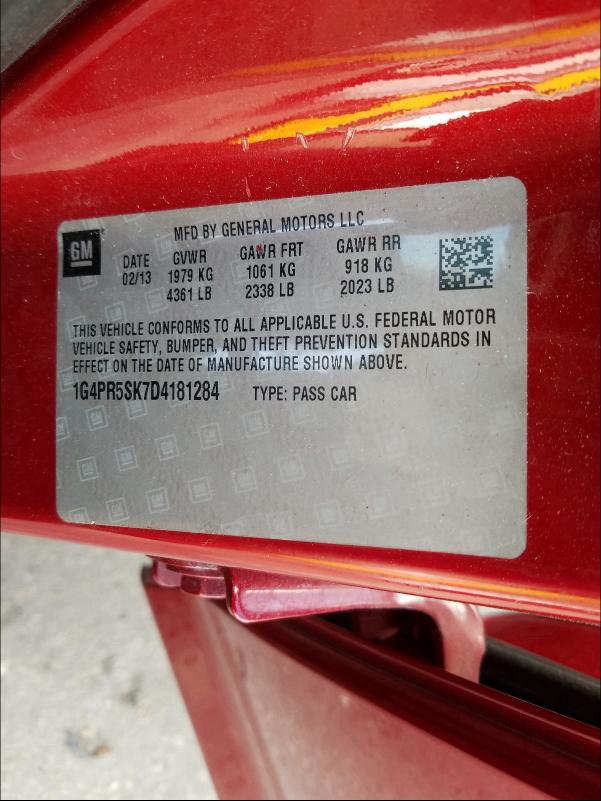 GM
MFD BY GENERAL MOTORS LLC
DATE GVWR GAWR FRT GAWR RR
02/13 1979 KG 1061 KG 918 KG
4361 LB 2338 LB 2023 LB
THIS VEHICLE CONFORMS TO ALL APPLICABLE U.S. FEDERAL MOTOR
VEHICLE SAFETY, BUMPER, AND THEFT PREVENTION STANDARDS IN
EFFECT ON THE DATE OF MANUFACTURE SHOWN ABOVE.
1G4PR5SK7D4181284 TYPE: PASS CAR